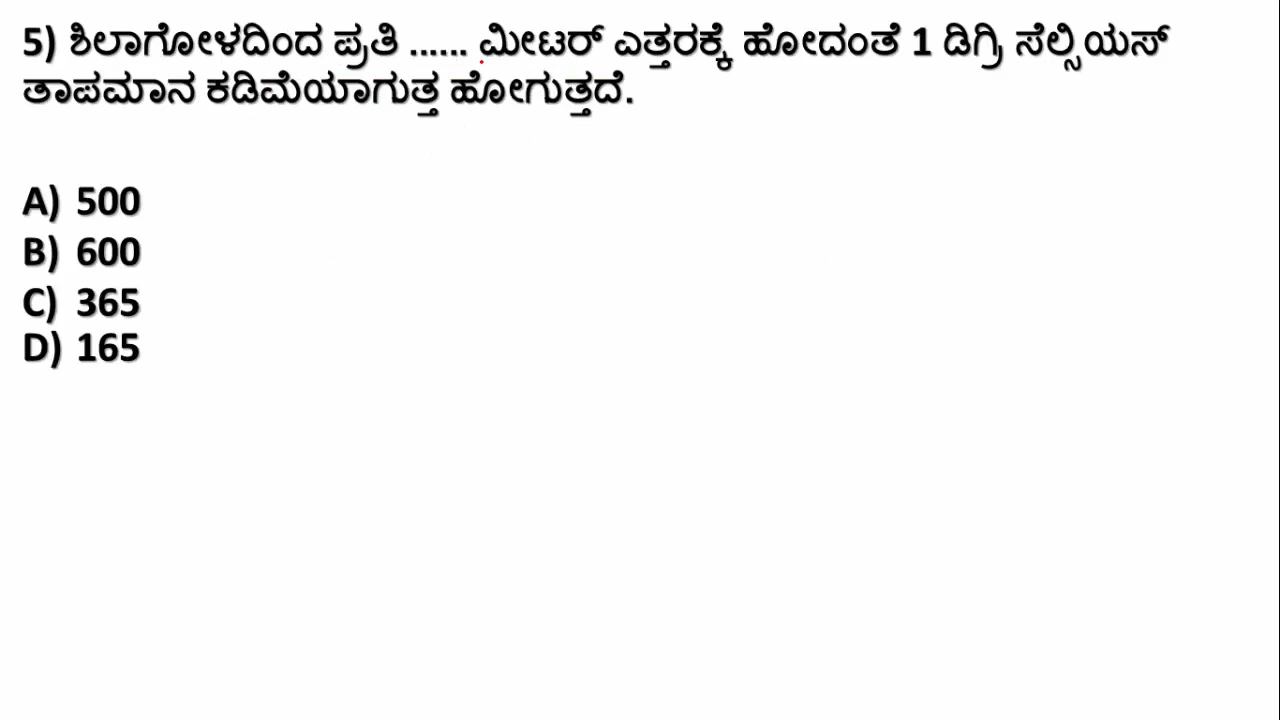 5) ಶಿಲಾಗೋಳದಿಂದ ಪ್ರತಿ ...... ಮೀಟರ್ ಎತ್ತರಕ್ಕೆ ಹೋದಂತೆ 1 ಡಿಗ್ರಿ ಸೆಲ್ಸಿಯಸ್
ತಾಪಮಾನ ಕಡಿಮೆಯಾಗುತ್ತ ಹೋಗುತ್ತದೆ.
A) 500
B) 600
C) 365
D) 165